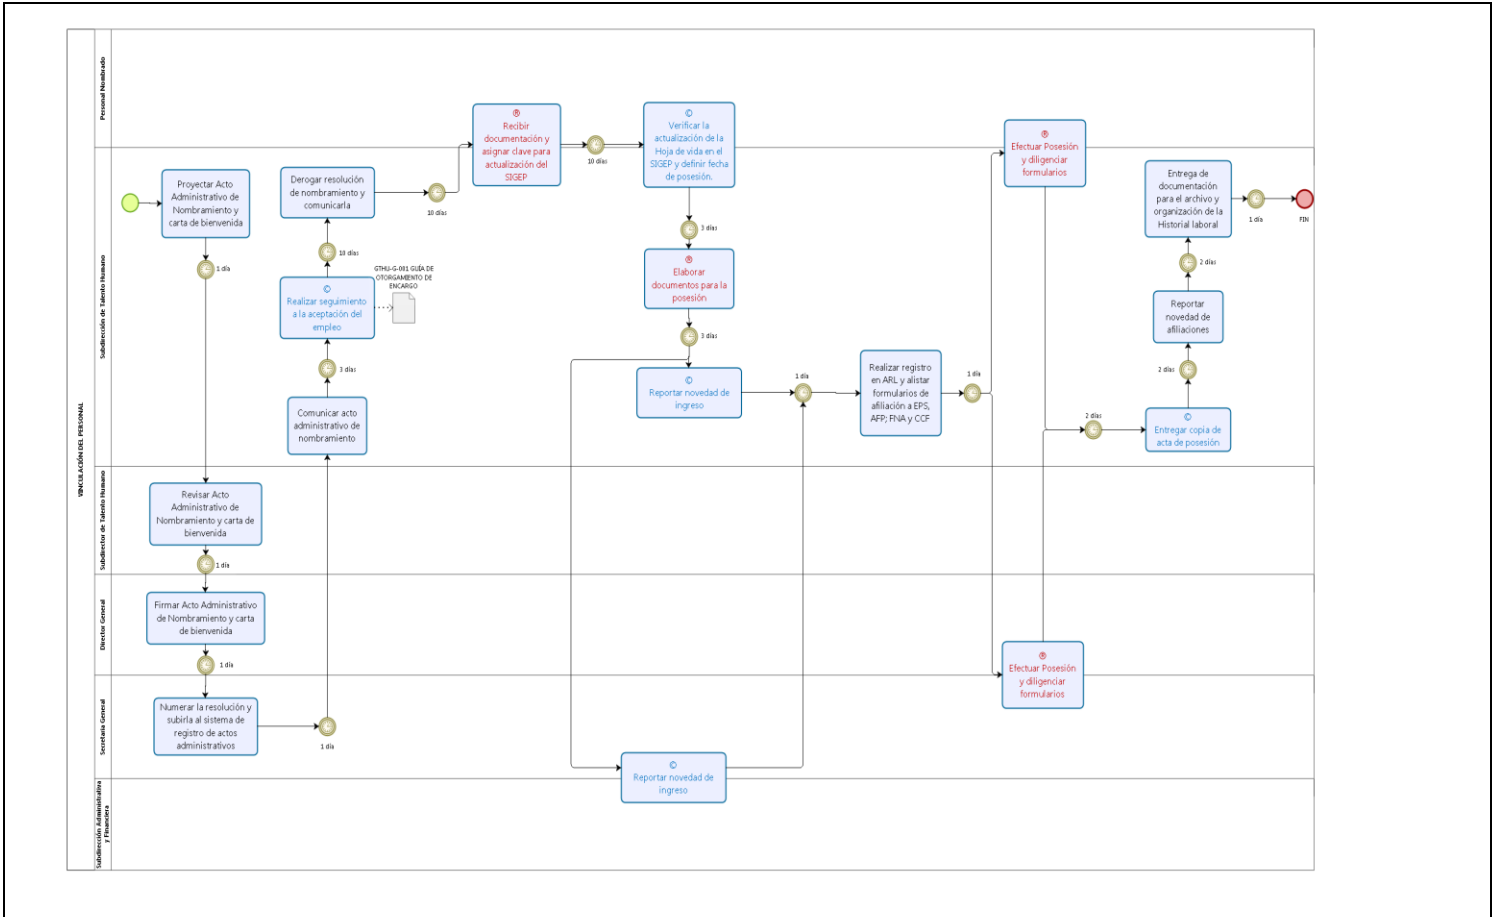 VINCULACIÓN DEL PERSONAL
Personal Nombrado
Subdirección de Talento Humano
Subdirector de Talento Humano
Director General
Secretaría General
Subdirección Administrativa
y Financiera
Proyectar Acto
Administrativo de
Nombramiento y
carta de bienvenida
1 día
Revisar Acto
Administrativo de
Nombramiento y carta de
bienvenida
1 día
Firmar Acto Administrativo
de Nombramiento y carta
de bienvenida
1 día
Numerar la resolución y
subirla al sistema de
registro de actos
administrativos
1 día
Comunicar acto
administrativo de
nombramiento
3 días
©
Realizar seguimiento
a la aceptación del
empleo
GTHU-G-001 GUÍA DE
OTORGAMIENTO DE
ENCARGO
10 días
Derogar resolución
de nombramiento y
comunicarla
10 días
®
Recibir
documentación y
asignar clave para
actualización del
SIGEP
10 días
©
Verificar la
actualización de la
Hoja de vida en el
SIGEP y definir fecha
de posesión.
3 días
®
Elaborar
documentos para la
posesión
3 días
©
Reportar novedad de
ingreso
©
Reportar novedad de
ingreso
1 día
Realizar registro
en ARL y alistar
formularios de
afiliación a EPS,
AFP; FNA y CCF
1 día
®
Efectuar Posesión
y diligenciar
formularios
®
Efectuar Posesión
y diligenciar
formularios
2 días
©
Entregar copia de
acta de posesión
2 días
Reportar
novedad de
afiliaciones
2 días
Entrega de
documentación
para el archivo y
organización de la
Historial laboral
1 día
FIN